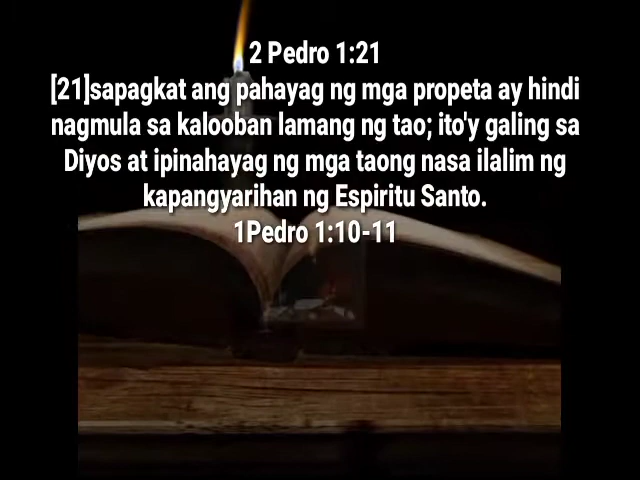 2 Pedro 1:21
[21]sapagkat ang pahayag ng mga propeta ay hindi
nagmula sa kalooban lamang ng tao; ito'y galing sa
Diyos at ipinahayag ng mga taong nasa ilalim ng
kapangyarihan ng Espiritu Santo.
1Pedro 1:10-11